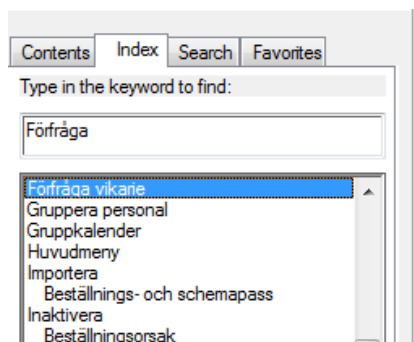 Contents Index Search Favorites
Type in the keyword to find:
Förfråga
Förfråga vikarie
Gruppera personal
Gruppkalender
Huvudmeny
Importera
Beställnings- och schemapass
Inaktivera
Beställningsorsak